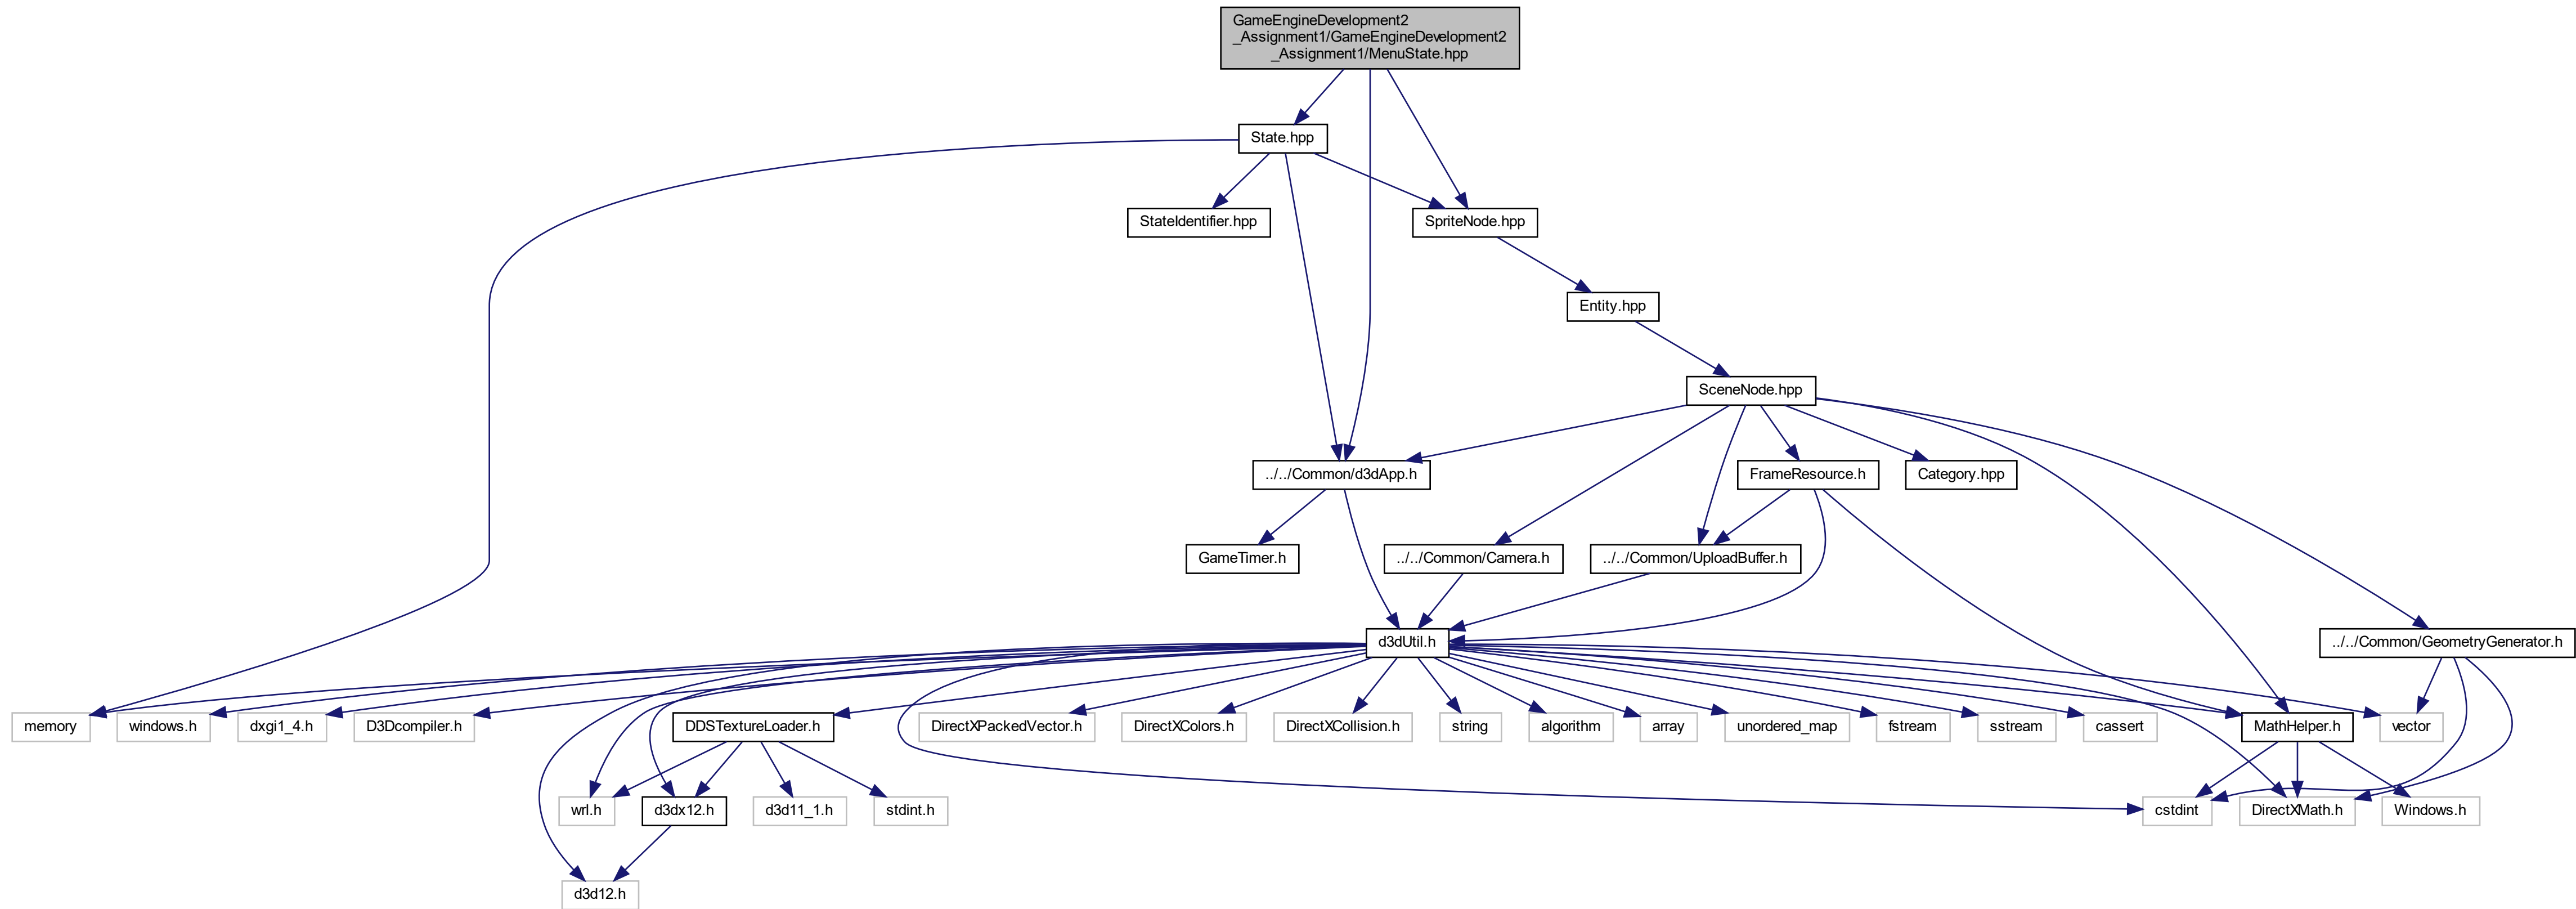 GameEngineDevelopment2
_Assignment1/GameEngineDevelopment2
_Assignment1/MenuState.hpp
State.hpp
StateIdentifier.hpp
SpriteNode.hpp
Entity.hpp
SceneNode.hpp
../../Common/d3dApp.h
FrameResource.h
Category.hpp
GameTimer.h
../../Common/Camera.h
../../Common/UploadBuffer.h
d3dUtil.h
../../Common/GeometryGenerator.h
memory
windows.h
dxgi1_4.h
D3Dcompiler.h
DDSTextureLoader.h
DirectXPackedVector.h
DirectXColors.h
DirectXCollision.h
string
algorithm
array
unordered_map
fstream
sstream
cassert
MathHelper.h
vector
wrl.h
d3dx12.h
d3d11_1.h
stdint.h
cstdint
DirectXMath.h
Windows.h
d3d12.h